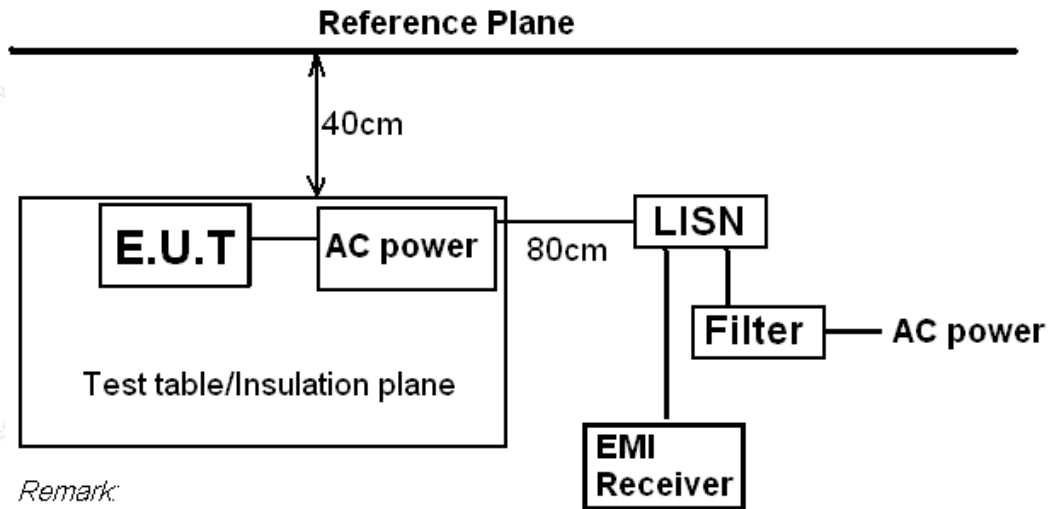 Reference Plane
40cm
E.U.T
AC power
80cm
LISN
Filter
AC power
Test table/Insulation plane
EMI
Receiver
Remark: